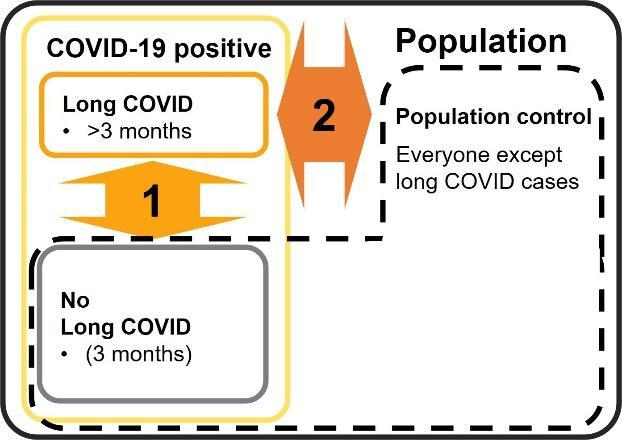 COVID-19 positive
Long COVID
• >3 months
1
No
Long COVID
• (3 months)
2
Population
Population control
Everyone except
long COVID cases